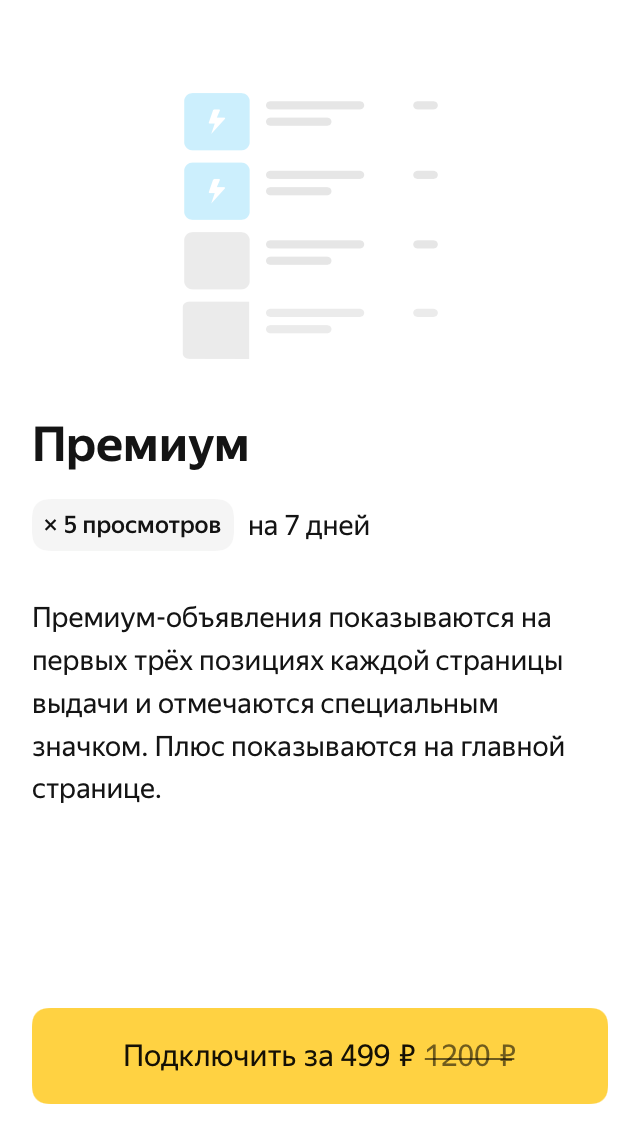 Премиум
× 5 просмотров на 7 дней
Премиум-объявления показываются на
первых трёх позициях каждой страницы
выдачи и отмечаются специальным
значком. Плюс показываются на главной
странице.
Подключить за 499 ₽ 1200 ₽